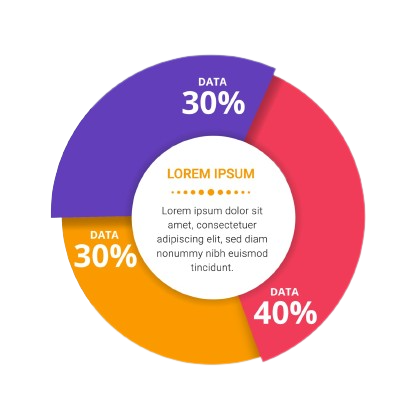 DATA
30%
LOREM IPSUM
Lorem ipsum dolor sit
amet, consectetuer
adipiscing elit, sed diam
nonummy nibh euismod
tincidunt.
DATA
30%
DATA
40%